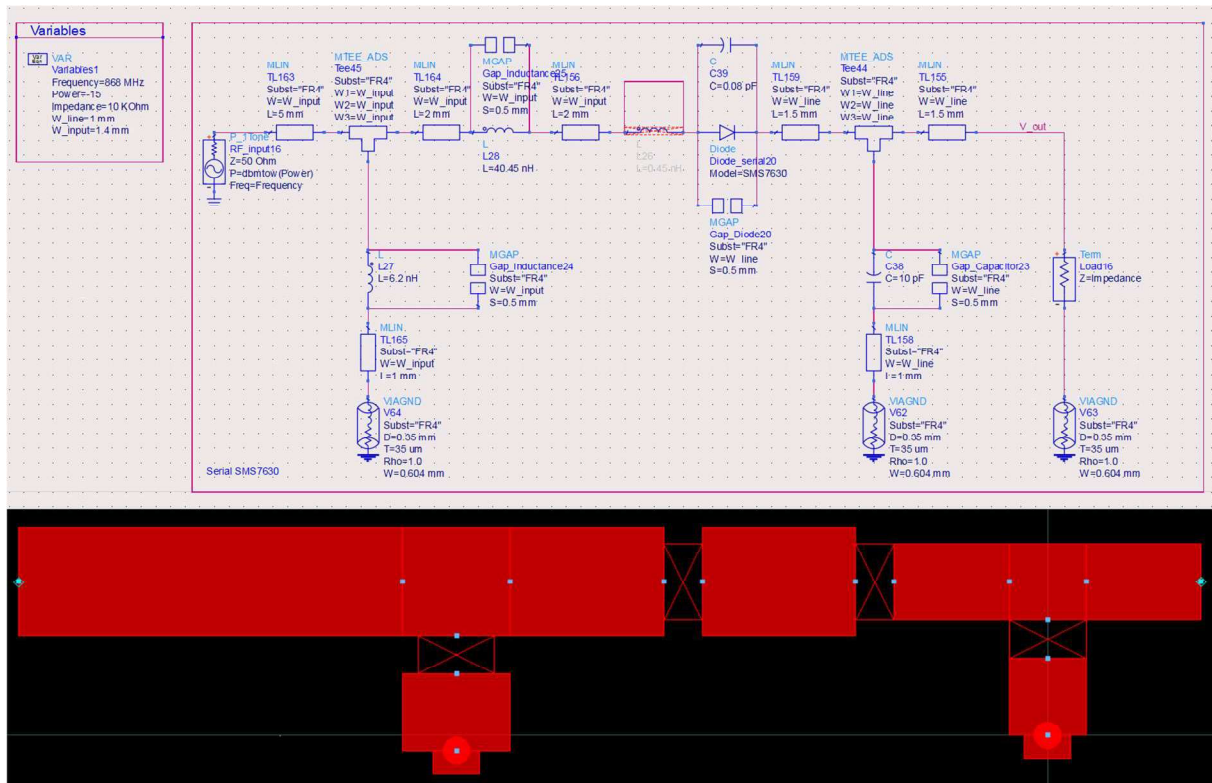 Variables
VAR
Variables1
Frequency=868 MHz
Power=-15
Impedance=10 KOhm
W_line=1 mm
W_input=1.4 mm
P_1Tone
RF_input16
Z=50 Ohm
P=dbmtow(Power)
Freq=Frequency
MLIN
TL163
Subst="FR4"
W=W_input
L=5 mm
MTEE_ADS
Tee45
Subst="FR4"
W1=W_input
W2=W_input
W3=W_input
MLIN
TL164
Subst="FR4"
W=W_input
L=2 mm
MGAP
Gap_Inductance25
Subst="FR4"
W=W_input
S=0.5 mm
L
L28
L=40.45 nH
MLIN
TL156
Subst="FR4"
W=W_input
L=2 mm
L
L26
L=0.45 nH
C
C39
C=0.08 pF
Diode
Diode_serial20
Model=SMS7630
MGAP
Gap_Diode20
Subst="FR4"
W=W_line
S=0.5 mm
MLIN
TL159
Subst="FR4"
W=W_line
L=1.5 mm
MTEE_ADS
Tee44
Subst="FR4"
W1=W_line
W2=W_line
W3=W_line
MLIN
TL155
Subst="FR4"
W=W_line
L=1.5 mm
V_out
L
L27
L=6.2 nH
MGAP
Gap_Inductance24
Subst="FR4"
W=W_input
S=0.5 mm
C
C38
C=10 pF
MGAP
Gap_Capacitor23
Subst="FR4"
W=W_line
S=0.5 mm
Term
Load16
Z=Impedance
MLIN
TL165
Subst="FR4"
W=W_input
L=1 mm
MLIN
TL158
Subst="FR4"
W=W_line
L=1 mm
VIAGND
V64
Subst="FR4"
D=0.35 mm
T=35 um
Rho=1.0
W=0.604 mm
VIAGND
V62
Subst="FR4"
D=0.35 mm
T=35 um
Rho=1.0
W=0.604 mm
VIAGND
V63
Subst="FR4"
D=0.35 mm
T=35 um
Rho=1.0
W=0.604 mm
Serial SMS7630